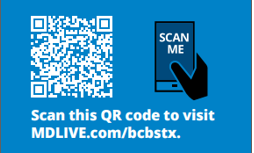 SCAN
ME
Scan this QR code to visit
MDLIVE.com/bcbstx.